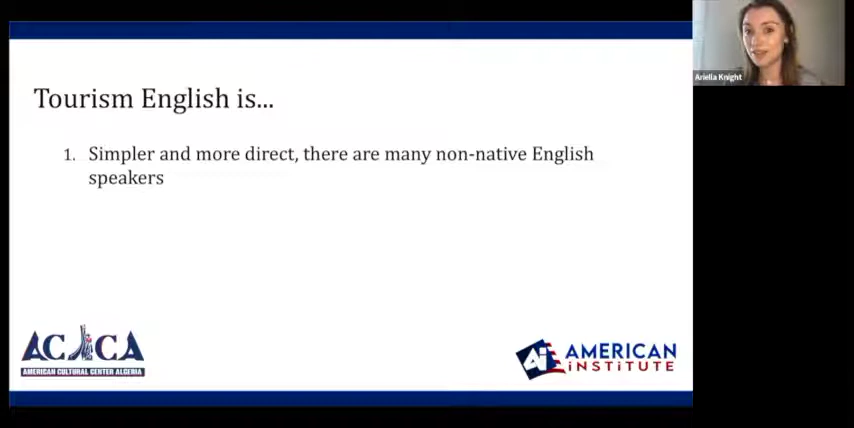 Ariella Knight
Tourism English is...
1. Simpler and more direct, there are many non-native English
speakers
ACCA
AMERICAN CULTURAL CENTER ALGERIA
Ai
AMERICAN
INSTITUTE